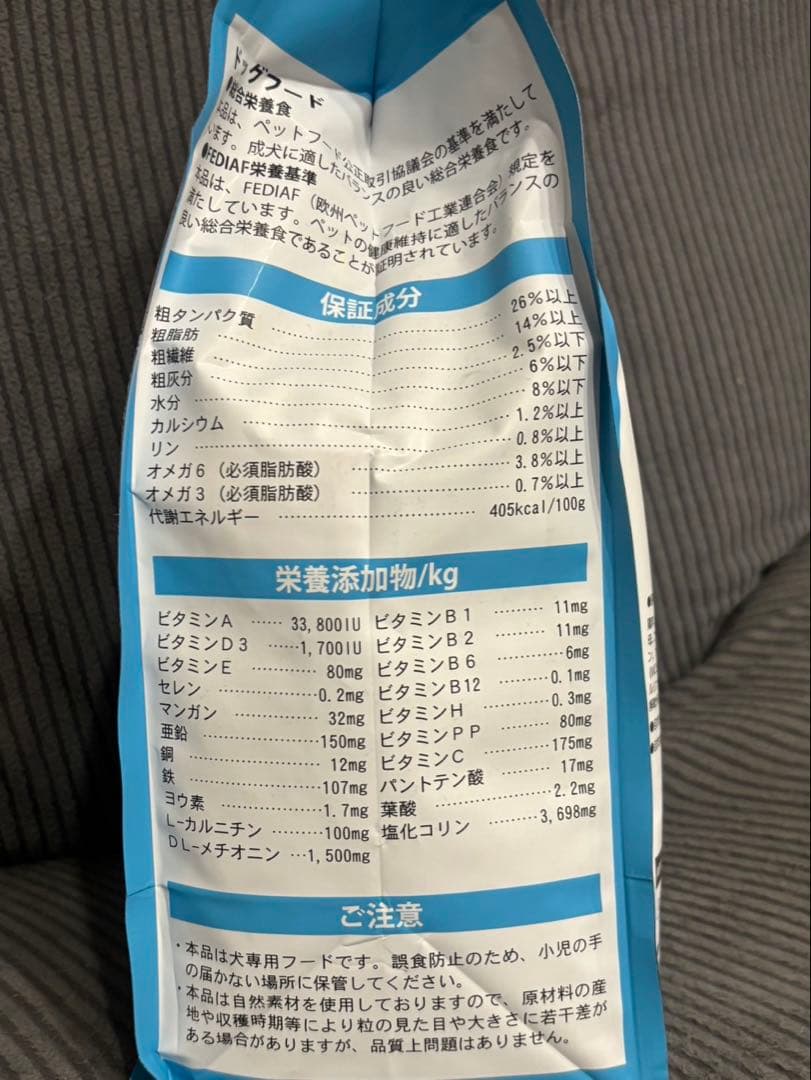 ドッグフード
●総合栄養食
本品は、ペットフード公正取引協議会の基準を満たして
います。成犬に適したバランスの良い総合栄養食です。
●FEDIAF栄養基準
本品は、FEDIAF（欧州ペットフード工業連合会）規定を
満たしています。ペットの健康維持に適したバランスの
良い総合栄養食であることが証明されています。
保証成分
粗タンパク質 26%以上
粗脂肪 14%以上
粗繊維 2.5%以下
粗灰分 6%以下
水分 8%以下
カルシウム 1.2%以上
リン 0.8%以上
オメガ6（必須脂肪酸） 3.8%以上
オメガ3（必須脂肪酸） 0.7%以上
代謝エネルギー 405kcal/100g
栄養添加物/kg
ビタミンA 33,800IU
ビタミンD3 1,700IU
ビタミンE 80mg
セレン 0.2mg
マンガン 32mg
亜鉛 150mg
銅 12mg
鉄 107mg
ヨウ素 1.7mg
L-カルニチン 100mg
DL-メチオニン 1,500mg
ビタミンB1 11mg
ビタミンB2 11mg
ビタミンB6 6mg
ビタミンB12 0.1mg
ビタミンH 0.3mg
ビタミンPP 80mg
ビタミンC 175mg
パントテン酸 17mg
葉酸 2.2mg
塩化コリン 3,698mg
ご注意
・本品は犬専用フードです。誤食防止のため、小児の手
の届かない場所に保管してください。
・本品は自然素材を使用しておりますので、原材料の産
地や収穫時期等により粒の見た目や大きさに若干差が
ある場合がありますが、品質上問題はありません。